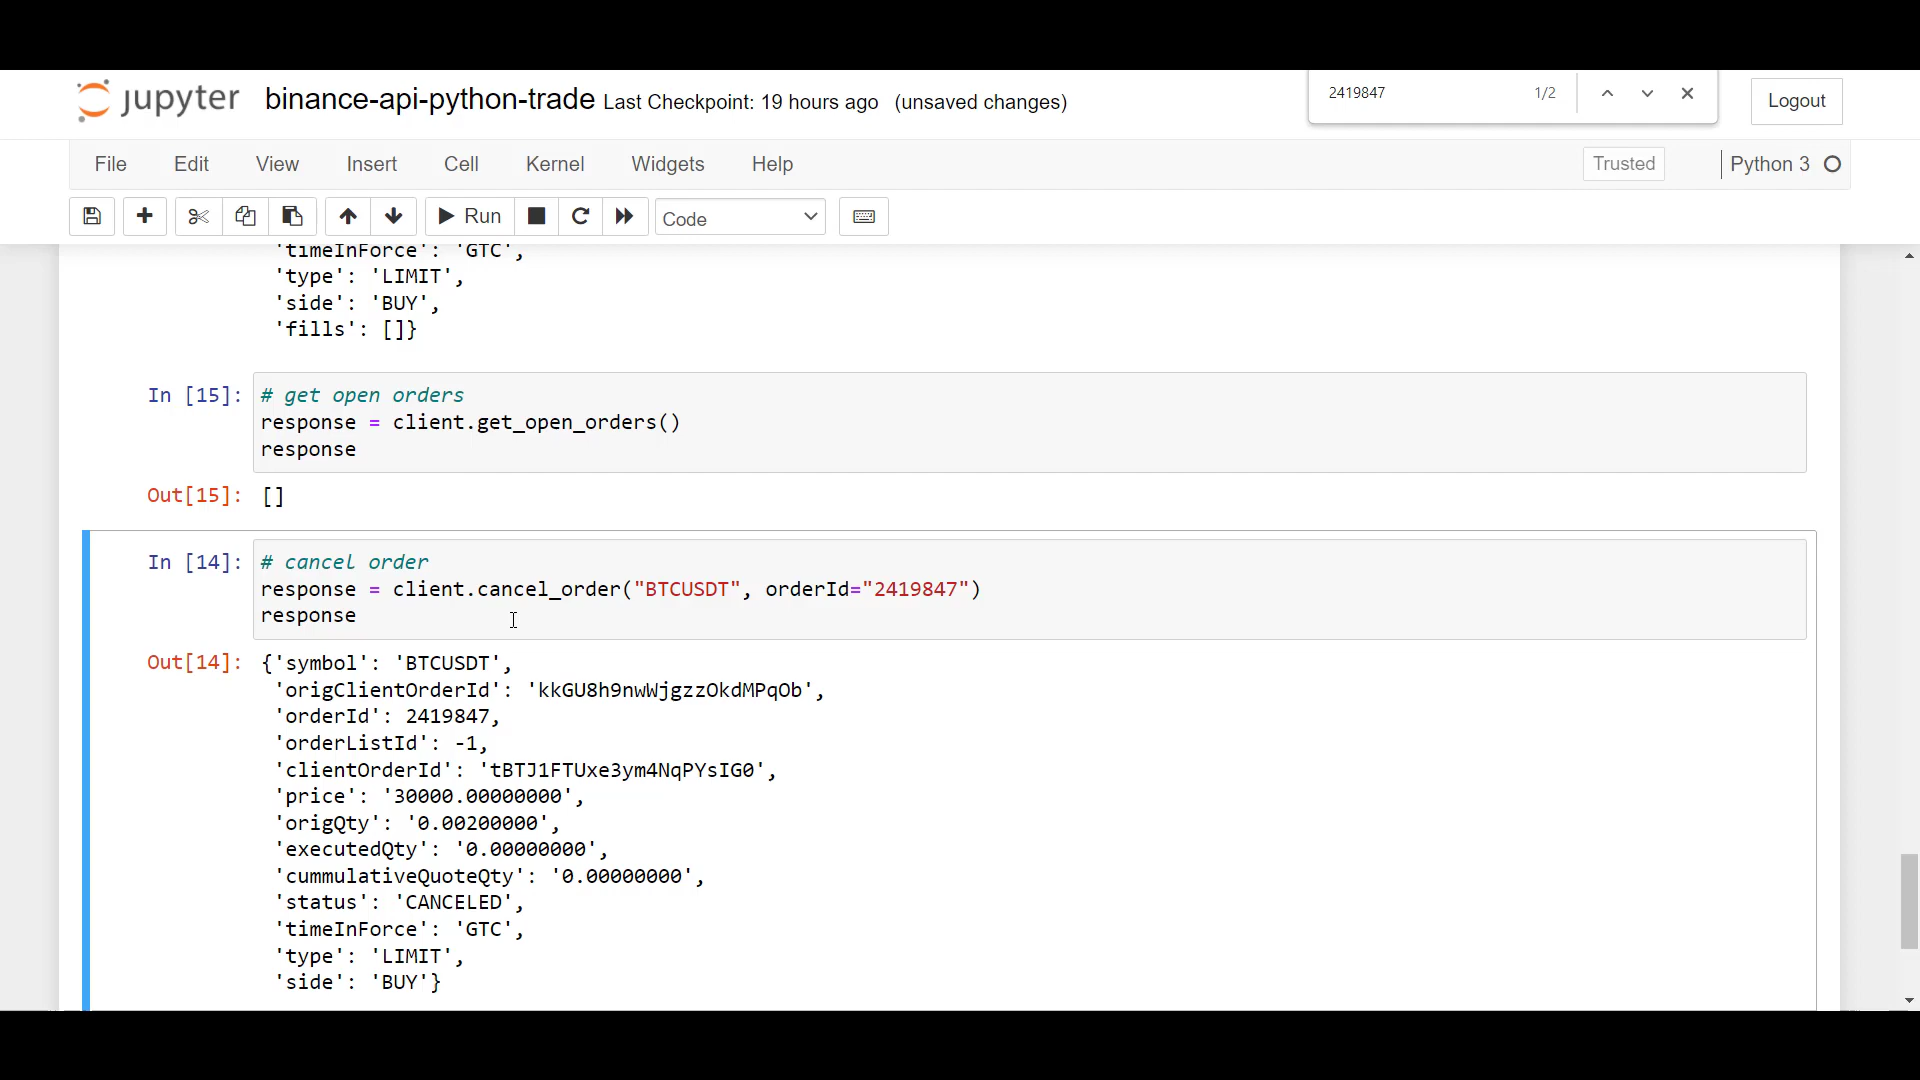 jupyter binance-api-python-trade Last Checkpoint: 19 hours ago (unsaved changes) 2419847 1/2 Logout
File Edit View Insert Cell Kernel Widgets Help Trusted Python 3
Run Code
'timeInForce': 'GTC',
'type': 'LIMIT',
'side': 'BUY',
'fills': []}
In [15]: # get open orders
response = client.get_open_orders()
response
Out[15]: []
In [14]: # cancel order
response = client.cancel_order("BTCUSDT", orderId="2419847")
response
Out[14]: {'symbol': 'BTCUSDT',
'origClientOrderId': 'kkGU8h9nwWjgzzOkdMPqOb',
'orderId': 2419847,
'orderListId': -1,
'clientOrderId': 'tBTJ1FTUxe3ym4NqPYsIG0',
'price': '30000.00000000',
'origQty': '0.00200000',
'executedQty': '0.00000000',
'cummulativeQuoteQty': '0.00000000',
'status': 'CANCELED',
'timeInForce': 'GTC',
'type': 'LIMIT',
'side': 'BUY'}